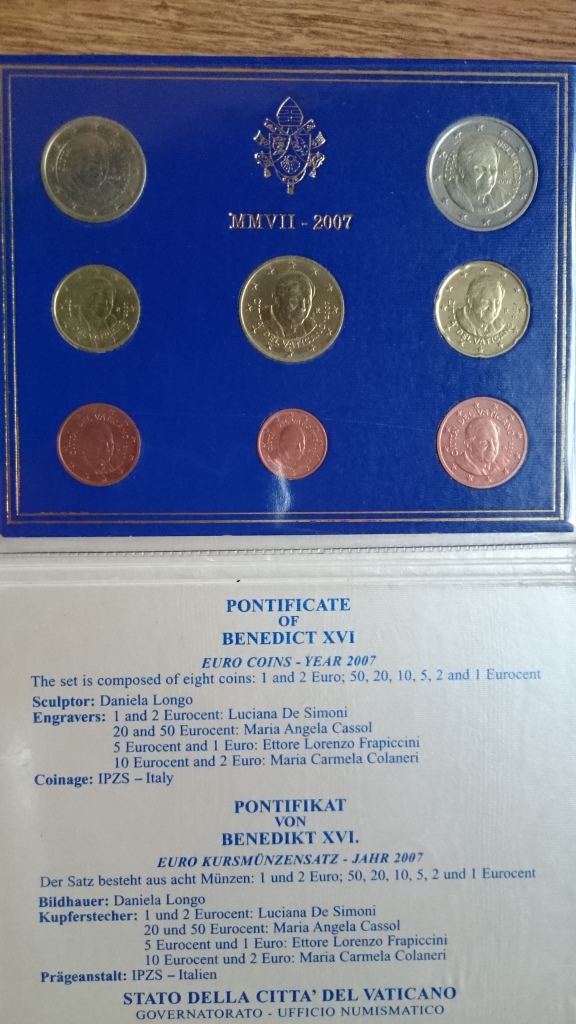 MMVII - 2007
DEL VATICANO
PONTIFICATE
OF
BENEDICT XVI
EURO COINS - YEAR 2007
The set is composed of eight coins: 1 and 2 Euro; 50, 20, 10, 5, 2 and 1 Eurocent
Sculptor: Daniela Longo
Engravers: 1 and 2 Eurocent: Luciana De Simoni
20 and 50 Eurocent: Maria Angela Cassol
5 Eurocent and 1 Euro: Ettore Lorenzo Frapiccini
10 Eurocent and 2 Euro: Maria Carmela Colaneri
Coinage: IPZS – Italy
PONTIFIKAT
VON
BENEDIKT XVI.
EURO KURSMÜNZENSATZ - JAHR 2007
Der Satz besteht aus acht Münzen: 1 und 2 Euro; 50, 20, 10, 5, 2 und 1 Eurocent
Bildhauer: Daniela Longo
Kupferstecher: 1 und 2 Eurocent: Luciana De Simoni
20 und 50 Eurocent: Maria Angela Cassol
5 Eurocent und 1 Euro: Ettore Lorenzo Frapiccini
10 Eurocent und 2 Euro: Maria Carmela Colaneri
Prägeanstalt: IPZS – Italien
STATO DELLA CITTA' DEL VATICANO
GOVERNATORATO - UFFICIO NUMISMATICO